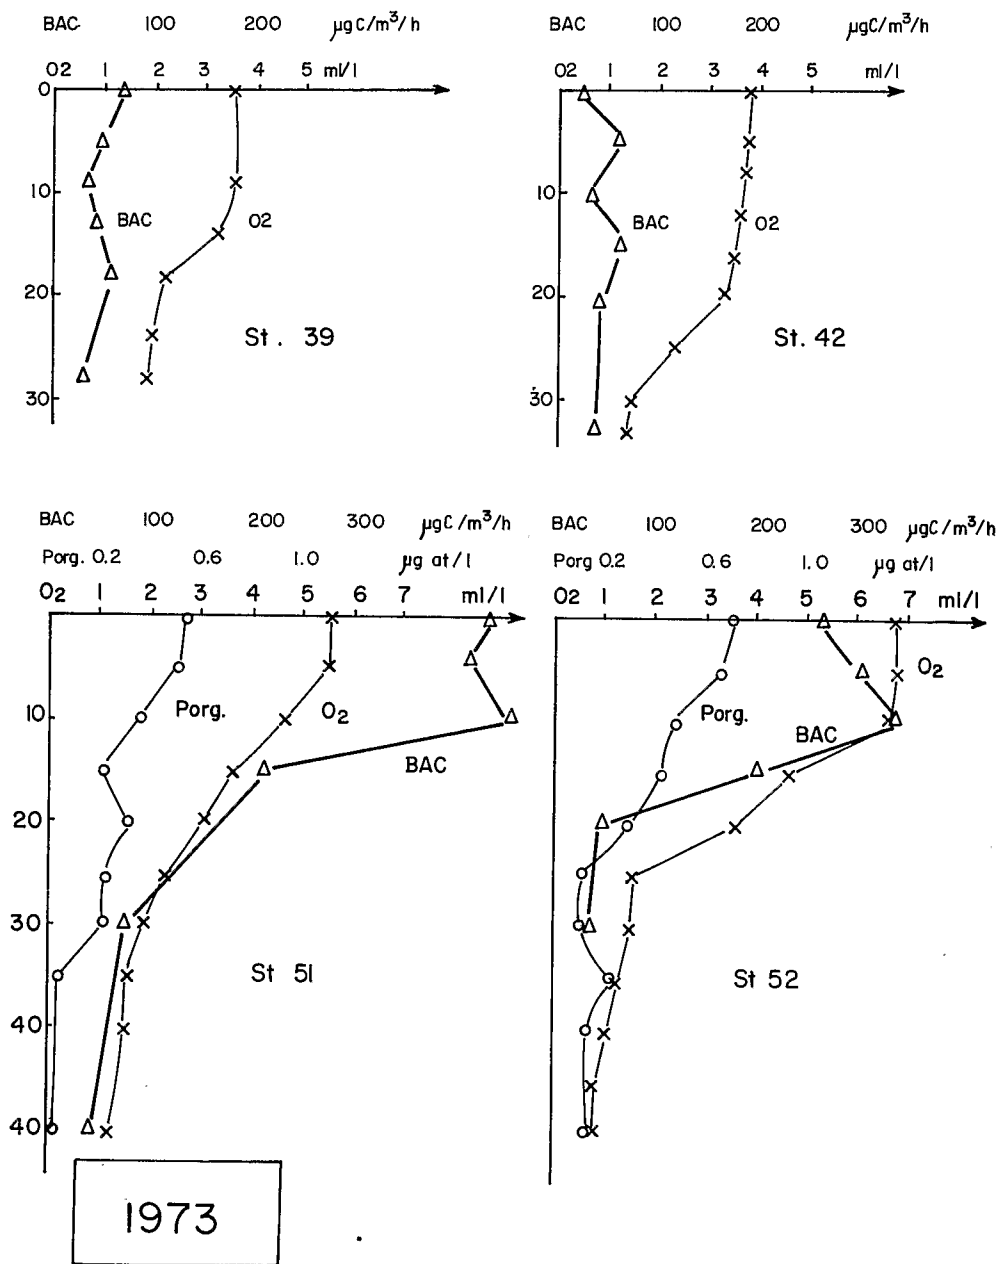 BAC 100 200 µgC/m³/h
O2 1 2 3 4 5 ml/l
0
10
20
30
BAC
O2
St. 39
BAC 100 200 µgC/m³/h
O2 1 2 3 4 5 ml/l
10
20
30
BAC
O2
St. 42
BAC 100 200 300 µgC/m³/h
Porg. 0.2 0.6 1.0 µg at/l
O2 1 2 3 4 5 6 7 ml/l
10
20
30
40
40
Porg.
O2
BAC
St 51
BAC 100 200 300 µgC/m³/h
Porg 0.2 0.6 1.0 µg at/l
O2 1 2 3 4 5 6 7 ml/l
O2
Porg.
BAC
St 52
1973